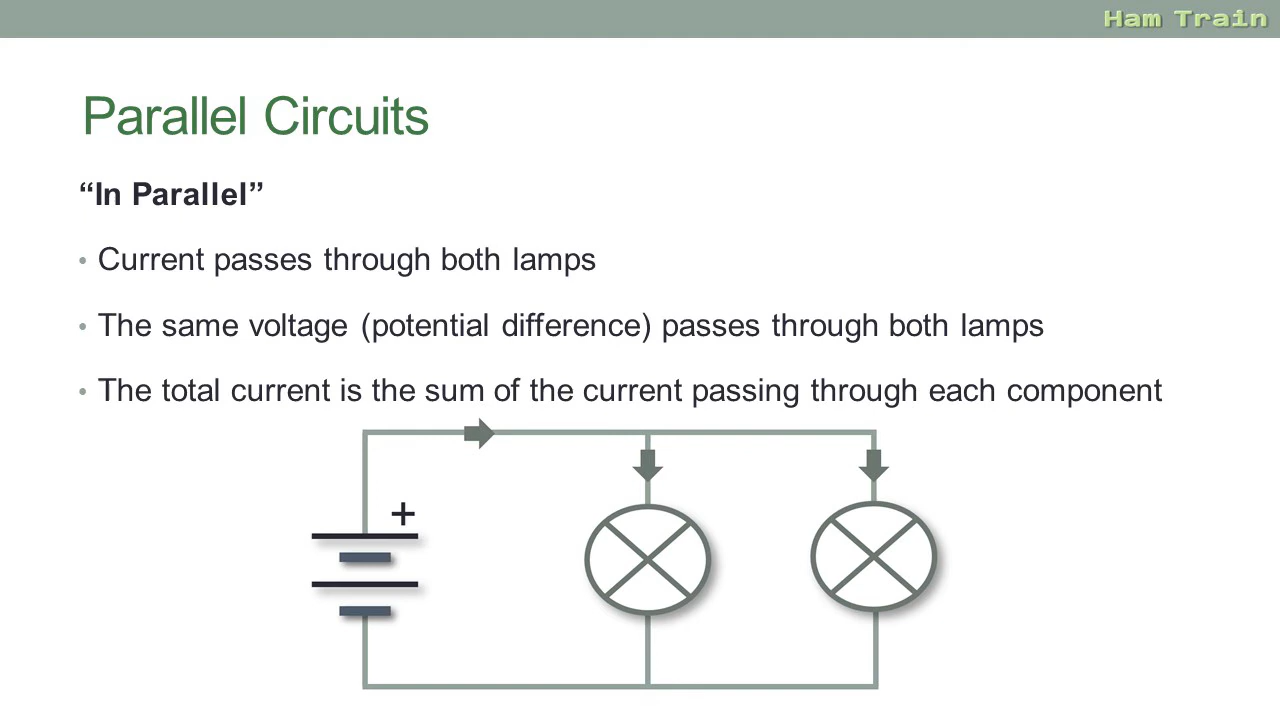 Ham Train
Parallel Circuits
“In Parallel”
• Current passes through both lamps
• The same voltage (potential difference) passes through both lamps
• The total current is the sum of the current passing through each component
+